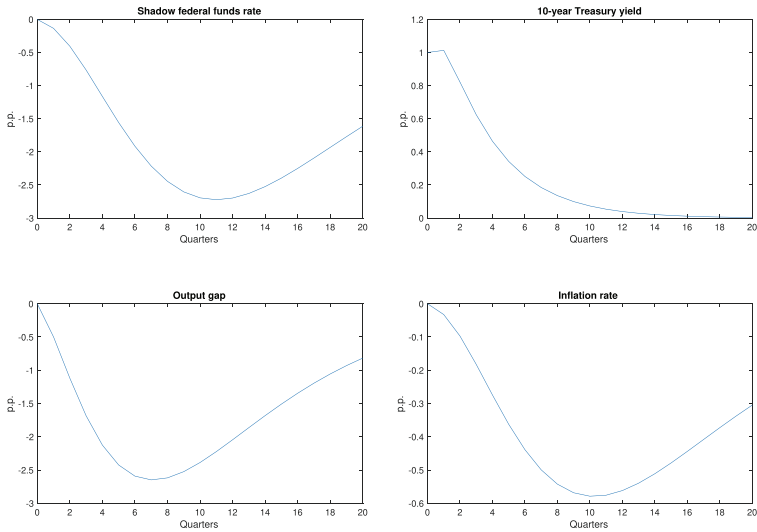 Shadow federal funds rate
0
-0.5
-1
-1.5
-2
-2.5
-3
p.p.
0 2 4 6 8 10 12 14 16 18 20
Quarters
10-year Treasury yield
1.2
1
0.8
0.6
0.4
0.2
0
p.p.
0 2 4 6 8 10 12 14 16 18 20
Quarters
Output gap
0
-0.5
-1
-1.5
-2
-2.5
-3
p.p.
0 2 4 6 8 10 12 14 16 18 20
Quarters
Inflation rate
0
-0.1
-0.2
-0.3
-0.4
-0.5
-0.6
p.p.
0 2 4 6 8 10 12 14 16 18 20
Quarters